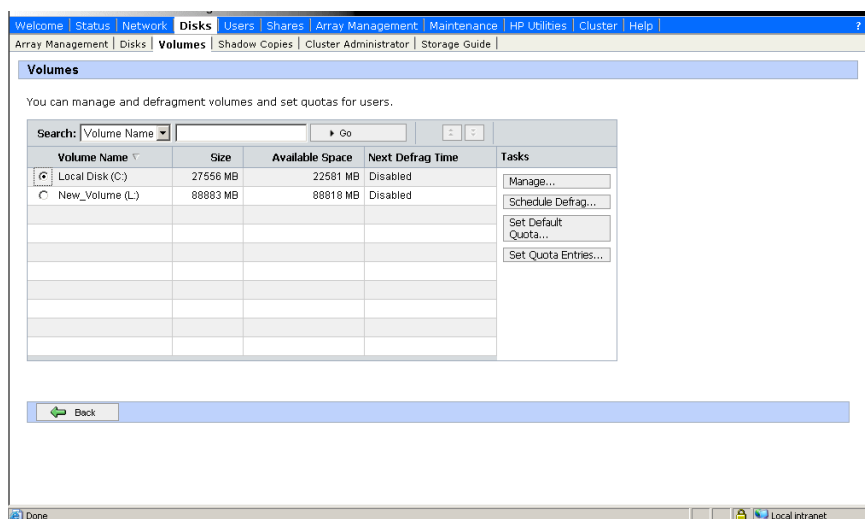 Welcome | Status | Network | Disks | Users | Shares | Array Management | Maintenance | HP Utilities | Cluster | Help | ?
Array Management | Disks | Volumes | Shadow Copies | Cluster Administrator | Storage Guide |
Volumes
You can manage and defragment volumes and set quotas for users.
Search: Volume Name Go
Volume Name Size Available Space Next Defrag Time Tasks
Local Disk (C:) 27556 MB 22581 MB Disabled
New_Volume (L:) 88883 MB 88818 MB Disabled
Manage...
Schedule Defrag...
Set Default
Quota...
Set Quota Entries...
Back
Done Local intranet